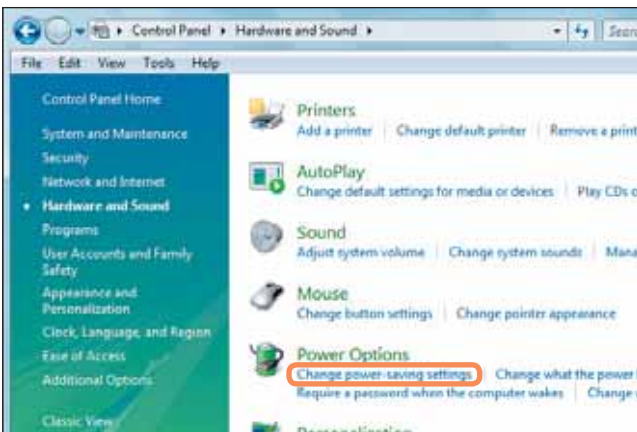 Control Panel Hardware and Sound
File Edit View Tools Help
Control Panel Home
System and Maintenance
Security
Network and Internet
Hardware and Sound
Programs
User Accounts and Family
Safety
Appearance and
Personalization
Clock, Language, and Region
Ease of Access
Additional Options
Classic View
Printers
Add a printer Change default printer Remove a print
AutoPlay
Change default settings for media or devices Play CDs o
Sound
Adjust system volume Change system sounds Mana
Mouse
Change button settings Change pointer appearance
Power Options
Change power-saving settings Change what the power
Require a password when the computer wakes Change
Personalization